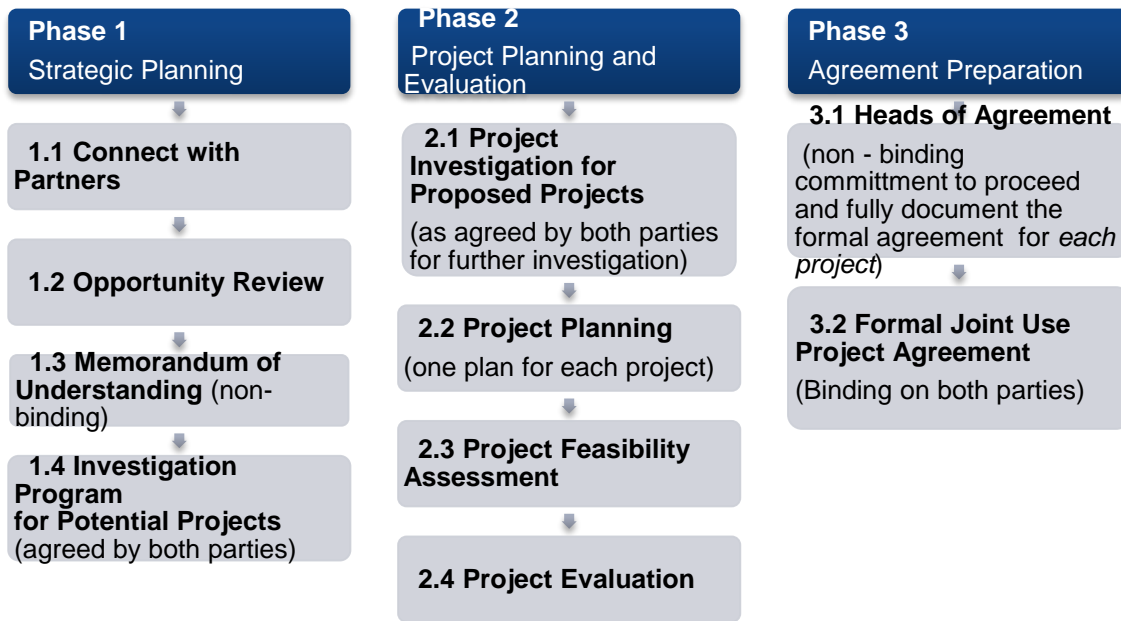 Phase 1
Strategic Planning
1.1 Connect with
Partners
1.2 Opportunity Review
1.3 Memorandum of
Understanding (non-
binding)
1.4 Investigation
Program
for Potential Projects
(agreed by both parties)
Phase 2
Project Planning and
Evaluation
2.1 Project
Investigation for
Proposed Projects
(as agreed by both parties
for further investigation)
2.2 Project Planning
(one plan for each project)
2.3 Project Feasibility
Assessment
2.4 Project Evaluation
Phase 3
Agreement Preparation
3.1 Heads of Agreement
(non - binding
committment to proceed
and fully document the
formal agreement for each
project)
3.2 Formal Joint Use
Project Agreement
(Binding on both parties)